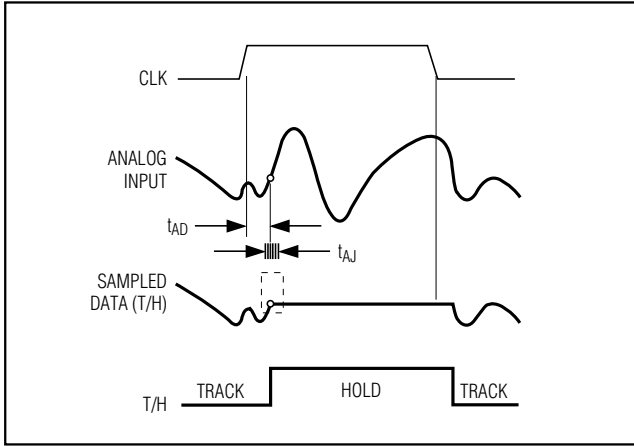 CLK
ANALOG
INPUT
tAD
tAJ
SAMPLED
DATA (T/H)
TRACK
HOLD
TRACK
T/H